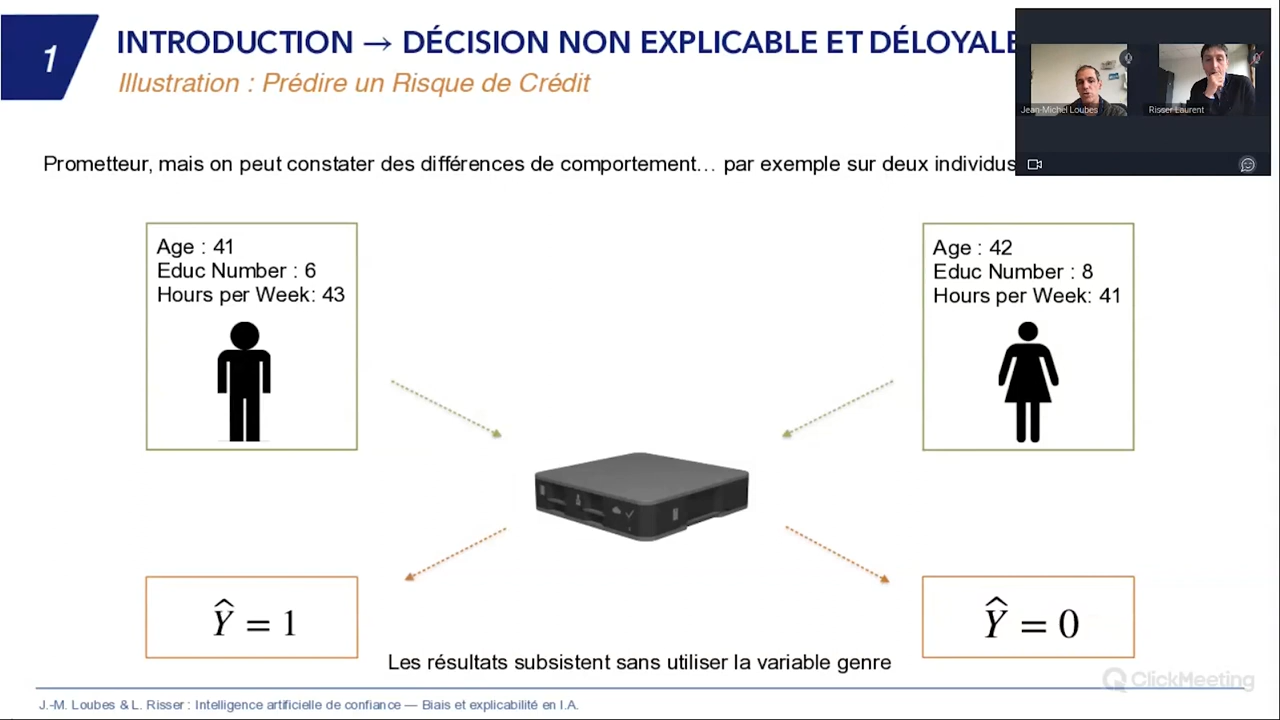 1
INTRODUCTION → DÉCISION NON EXPLICABLE ET DÉLOYALE
Illustration : Prédire un Risque de Crédit
Jean-Michel Loubes
Risser Laurent
Prometteur, mais on peut constater des différences de comportement… par exemple sur deux individus
Age : 41
Educ Number : 6
Hours per Week: 43
Age : 42
Educ Number : 8
Hours per Week: 41
Ŷ = 1
Ŷ = 0
Les résultats subsistent sans utiliser la variable genre
ClickMeeting
J.-M. Loubes & L. Risser : Intelligence artificielle de confiance — Biais et explicabilité en I.A.